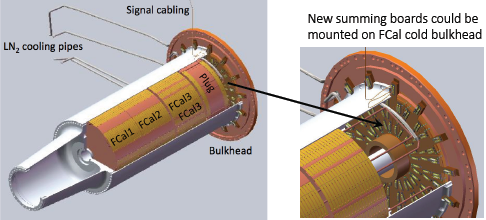 Signal cabling
LN2 cooling pipes
FCal1
FCal2
FCal3
FCal3
Plug
Bulkhead
New summing boards could be
mounted on FCal cold bulkhead